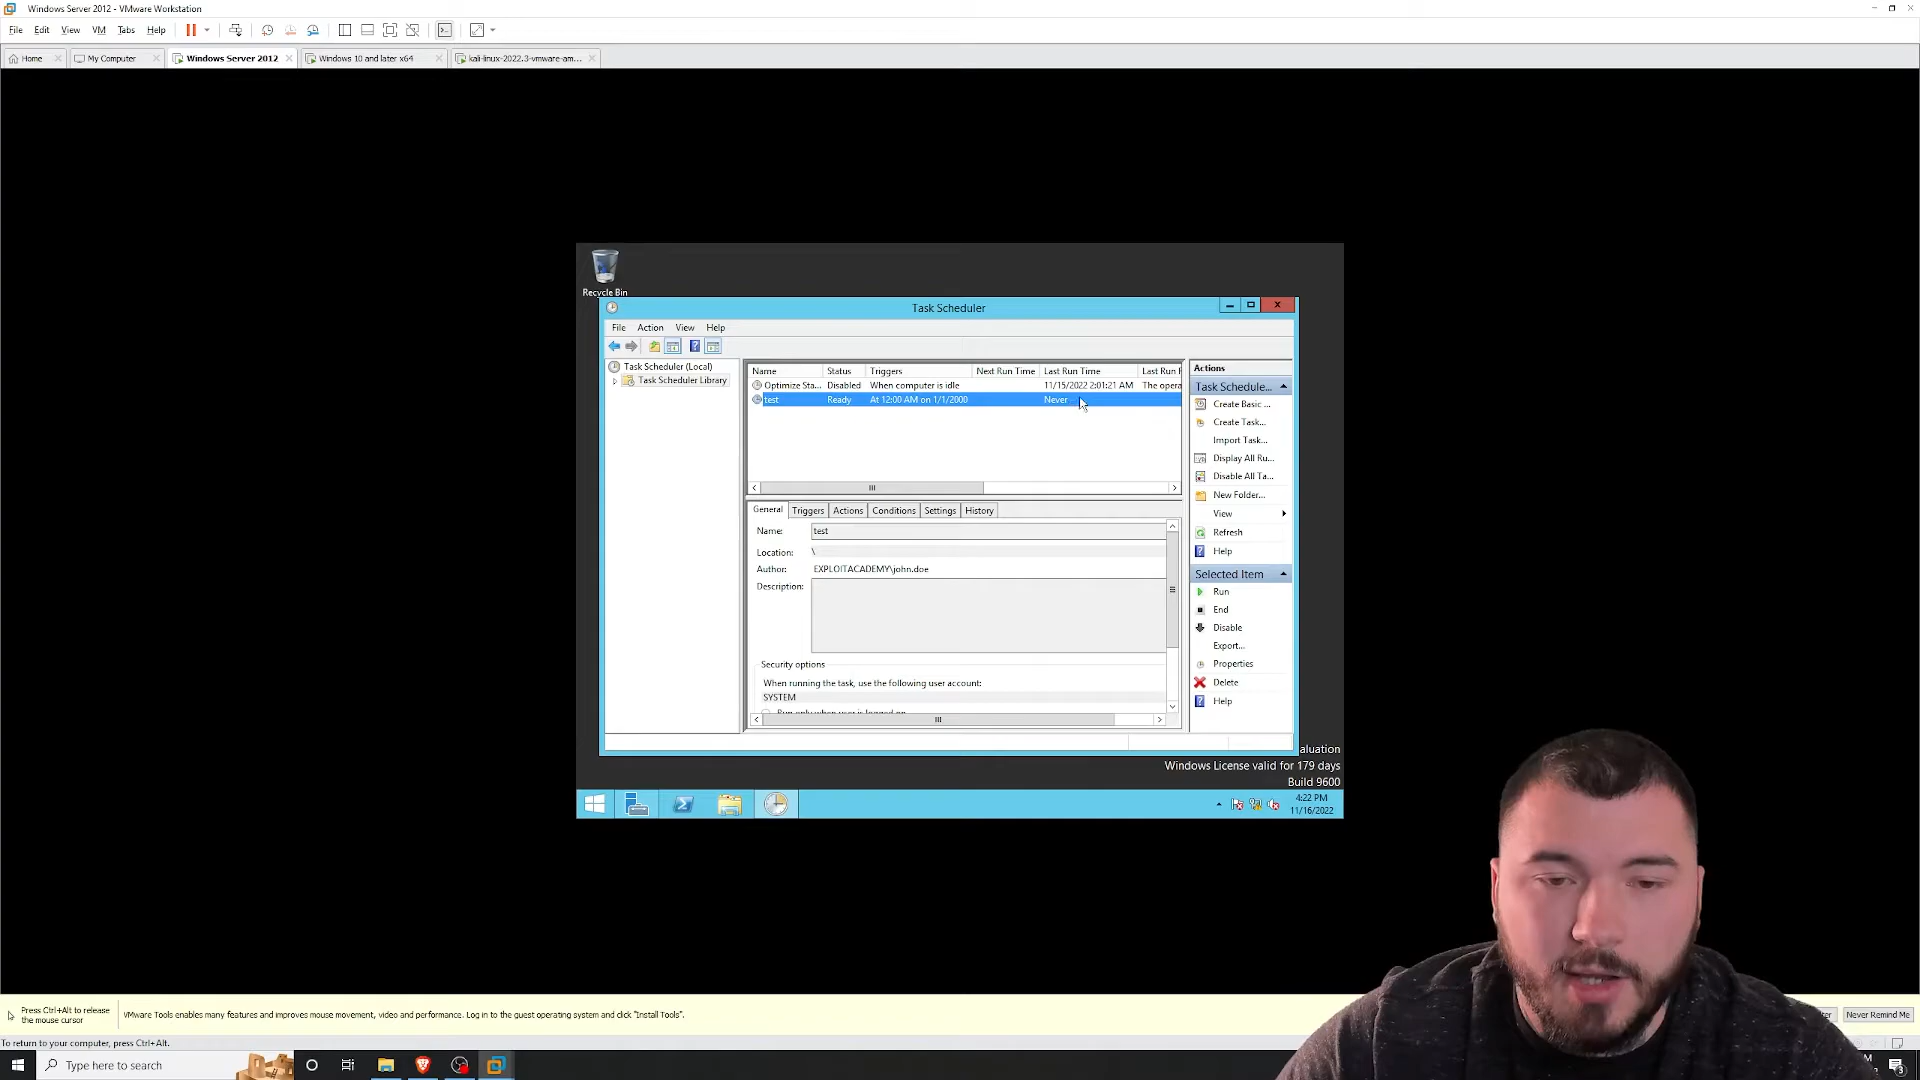 Windows Server 2012 - VMware Workstation
File Edit View VM Tabs Help
Home My Computer Windows Server 2012 Windows 10 and later x64 kali-linux-2022.3-vmware-am...
Recycle Bin
Task Scheduler
File Action View Help
Task Scheduler (Local)
Task Scheduler Library
Name Status Triggers Next Run Time Last Run Time Last Run R
Optimize Sta... Disabled When computer is idle 11/15/2022 2:01:21 AM The opera
test Ready At 12:00 AM on 1/1/2000 Never
General Triggers Actions Conditions Settings History
Name: test
Location: \
Author: EXPLOITACADEMY\john.doe
Description:
Security options
When running the task, use the following user account:
SYSTEM
Run only when user is logged on
Actions
Task Schedule...
Create Basic ...
Create Task...
Import Task...
Display All Ru...
Disable All Ta...
New Folder...
View
Refresh
Help
Selected Item
Run
End
Disable
Export...
Properties
Delete
Help
aluation
Windows License valid for 179 days
Build 9600
4:22 PM
11/16/2022
Press Ctrl+Alt to release
the mouse cursor
VMware Tools enables many features and improves mouse movement, video and performance. Log in to the guest operating system and click "Install Tools".
Never Remind Me
To return to your computer, press Ctrl+Alt.
Type here to search